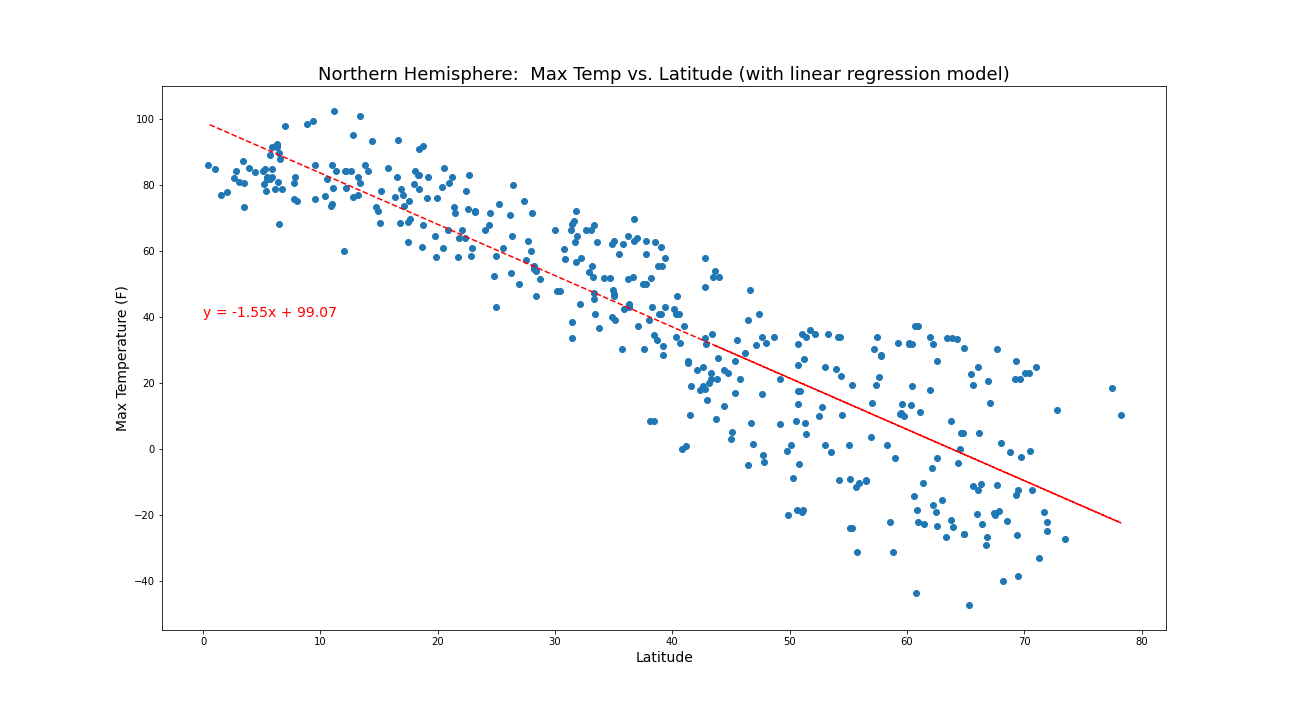 Northern Hemisphere:  Max Temp vs. Latitude (with linear regression model)
Max Temperature (F)
100
80
60
40
20
0
−20
−40
y = -1.55x + 99.07
0 10 20 30 40 50 60 70 80
Latitude